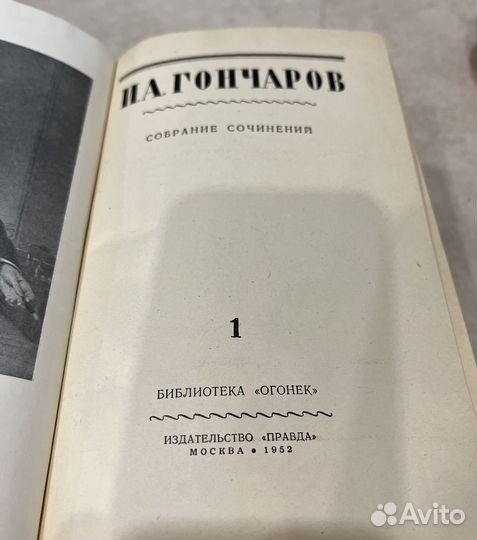 И.А. ГОНЧАРОВ
СОБРАНИЕ СОЧИНЕНИЙ
1
БИБЛИОТЕКА «ОГОНЕК»
ИЗДАТЕЛЬСТВО «ПРАВДА»
МОСКВА • 1952
Avito